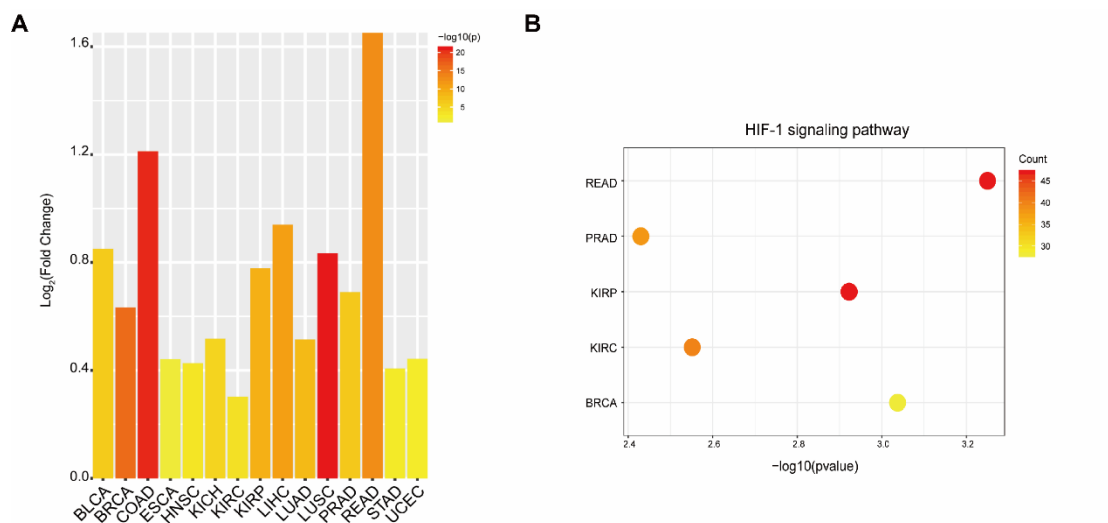 A
−log10(p)
20
15
10
5
Log2(Fold Change)
1.6
1.2
0.8
0.4
0.0
BLCA
BRCA
COAD
ESCA
HNSC
KICH
KIRC
KIRP
LIHC
LUAD
LUSC
PRAD
READ
STAD
UCEC
B
HIF-1 signaling pathway
READ
PRAD
KIRP
KIRC
BRCA
2.4
2.6
2.8
3.0
3.2
−log10(pvalue)
Count
45
40
35
30